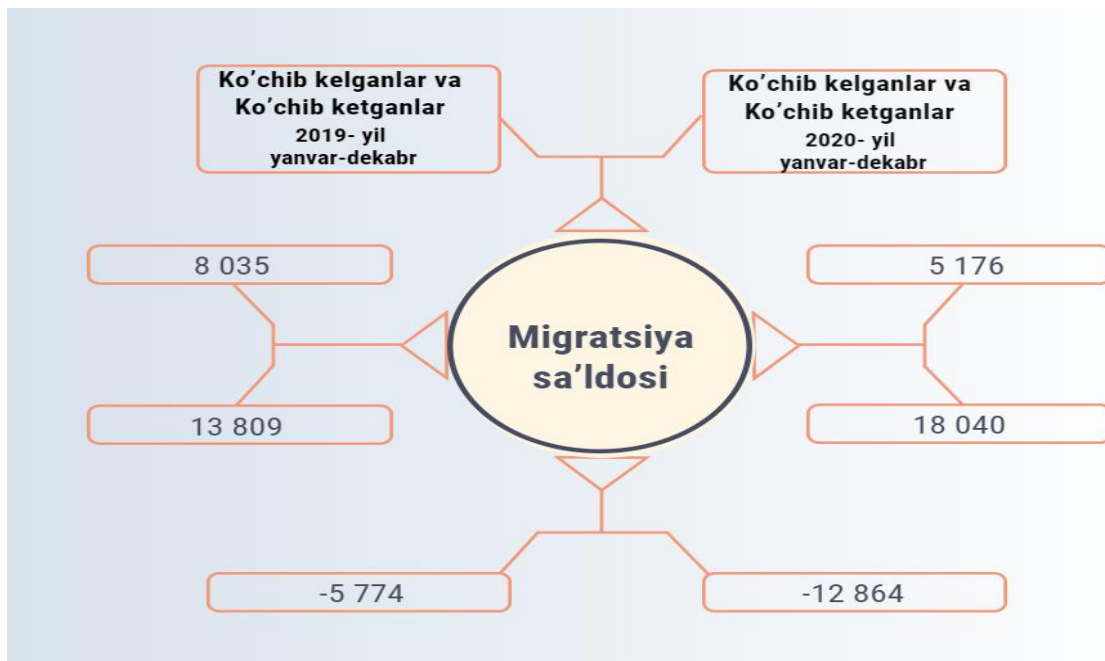 Ko’chib kelganlar va
Ko’chib ketganlar
2019- yil
yanvar-dekabr
Ko’chib kelganlar va
Ko’chib ketganlar
2020- yil
yanvar-dekabr
8 035
5 176
Migratsiya
sa’ldosi
13 809
18 040
-5 774
-12 864